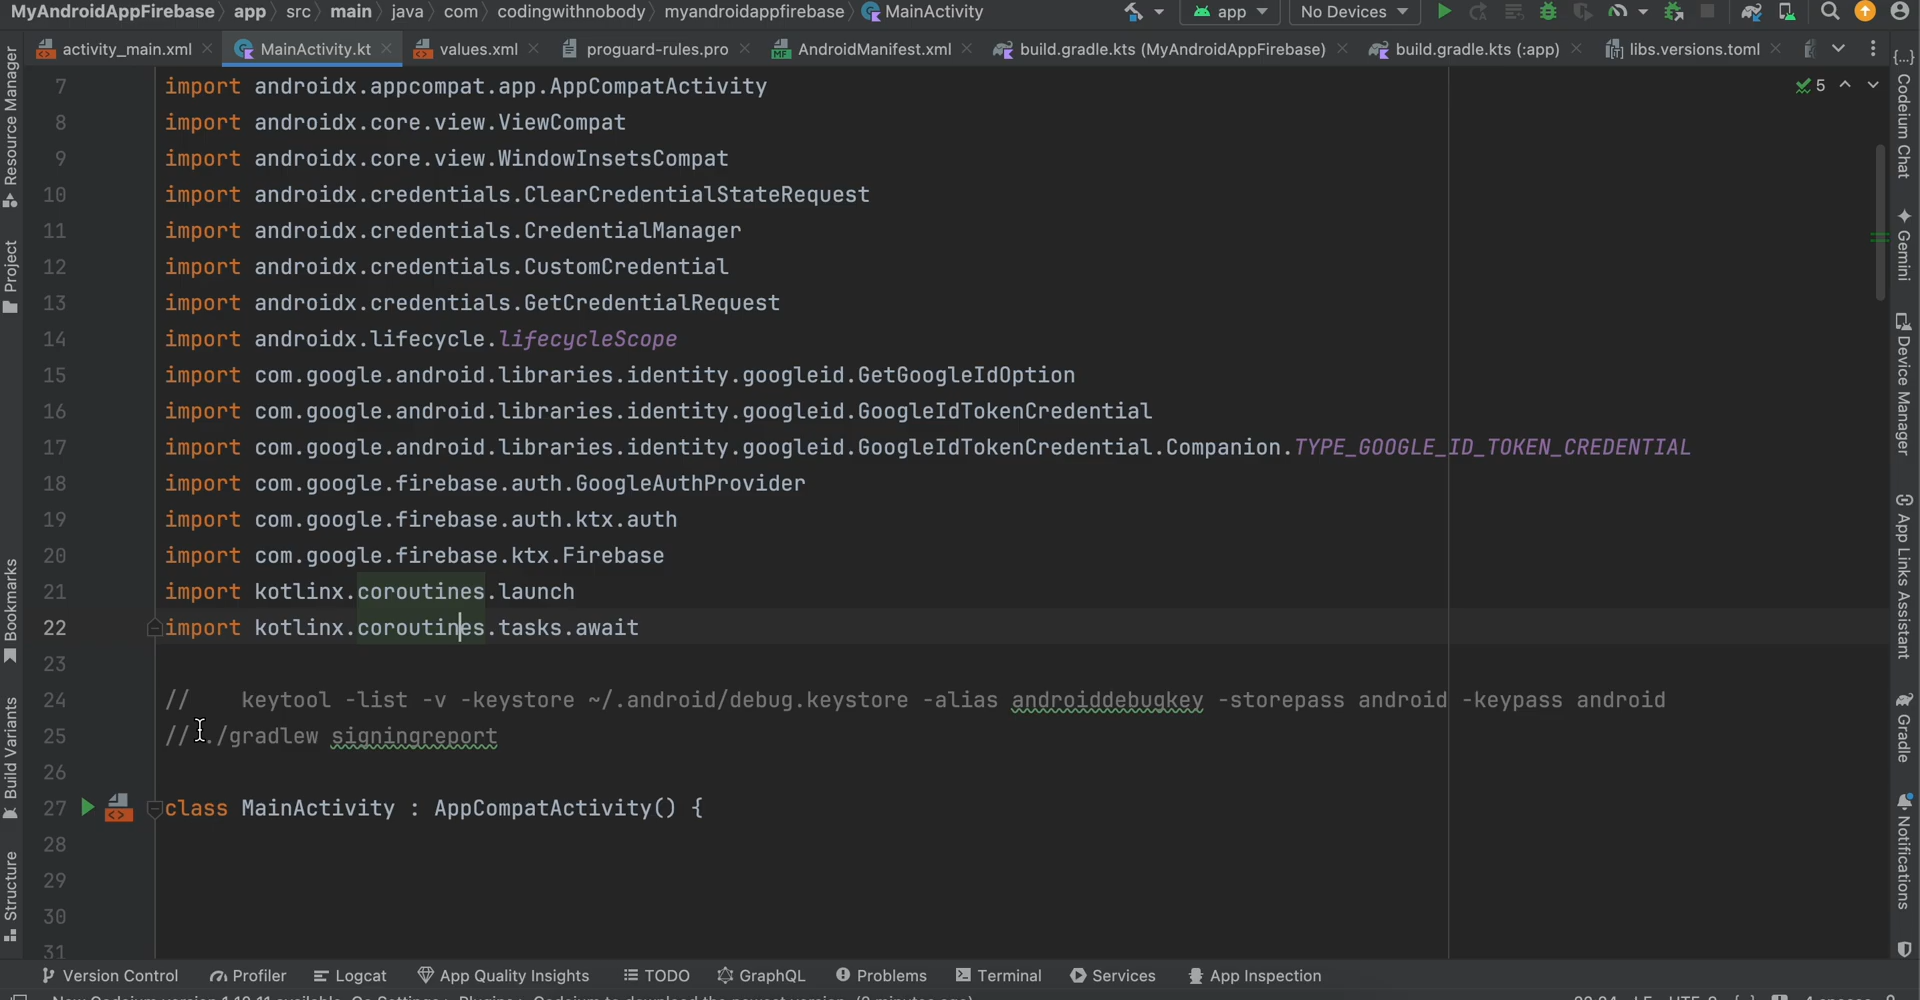 MyAndroidAppFirebase app src main java com codingwithnobody myandroidappfirebase MainActivity
app No Devices
activity_main.xml MainActivity.kt values.xml proguard-rules.pro AndroidManifest.xml build.gradle.kts (MyAndroidAppFirebase) build.gradle.kts (:app) libs.versions.toml
7 import androidx.appcompat.app.AppCompatActivity
8 import androidx.core.view.ViewCompat
9 import androidx.core.view.WindowInsetsCompat
10 import androidx.credentials.ClearCredentialStateRequest
11 import androidx.credentials.CredentialManager
12 import androidx.credentials.CustomCredential
13 import androidx.credentials.GetCredentialRequest
14 import androidx.lifecycle.lifecycleScope
15 import com.google.android.libraries.identity.googleid.GetGoogleIdOption
16 import com.google.android.libraries.identity.googleid.GoogleIdTokenCredential
17 import com.google.android.libraries.identity.googleid.GoogleIdTokenCredential.Companion.TYPE_GOOGLE_ID_TOKEN_CREDENTIAL
18 import com.google.firebase.auth.GoogleAuthProvider
19 import com.google.firebase.auth.ktx.auth
20 import com.google.firebase.ktx.Firebase
21 import kotlinx.coroutines.launch
22 import kotlinx.coroutines.tasks.await
23
24 // keytool -list -v -keystore ~/.android/debug.keystore -alias androiddebugkey -storepass android -keypass android
25 // ./gradlew signingreport
26
27 class MainActivity : AppCompatActivity() {
28
29
30
31
5
Resource Manager
Project
Bookmarks
Build Variants
Structure
{...}
Codeium Chat
Gemini
Device Manager
App Links Assistant
Gradle
Notifications
Version Control Profiler Logcat App Quality Insights TODO GraphQL Problems Terminal Services App Inspection